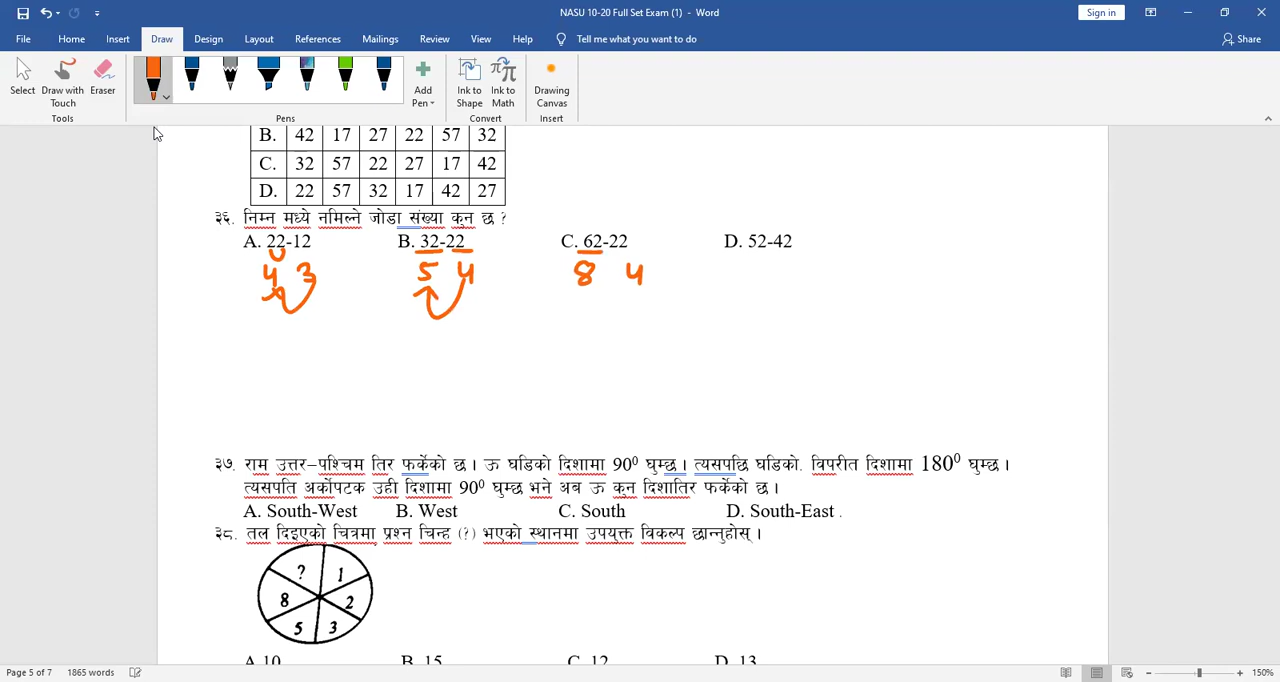 NASU 10-20 Full Set Exam (1) - Word
Sign in
File Home Insert Draw Design Layout References Mailings Review View Help Tell me what you want to do Share
Select Draw with Touch Eraser Add Pen Ink to Shape Ink to Math Drawing Canvas
Tools Pens Convert Insert
B. 42 17 27 22 57 32
C. 32 57 22 27 17 42
D. 22 57 32 17 42 27
३६. निम्न मध्ये नमिल्ने जोडा संख्या कुन छ ?
A. 22-12 B. 32-22 C. 62-22 D. 52-42
4 3 5 4 8 4
३७. राम उत्तर-पश्चिम तिर फर्केको छ । ऊ घडिको दिशामा 90⁰ घुम्छ । त्यसपछि घडिको. विपरीत दिशामा 180⁰ घुम्छ ।
त्यसपति अर्कोपटक उही दिशामा 90⁰ घुम्छ भने अब ऊ कुन दिशातिर फर्केको छ ।
A. South-West B. West C. South D. South-East .
३८. तल दिइएको चित्रमा प्रश्न चिन्ह (?) भएको स्थानमा उपयुक्त विकल्प छान्नुहोस् ।
? 1
8 2
5 3
A. 10 B. 15 C. 12 D. 13
Page 5 of 7 1865 words 150%